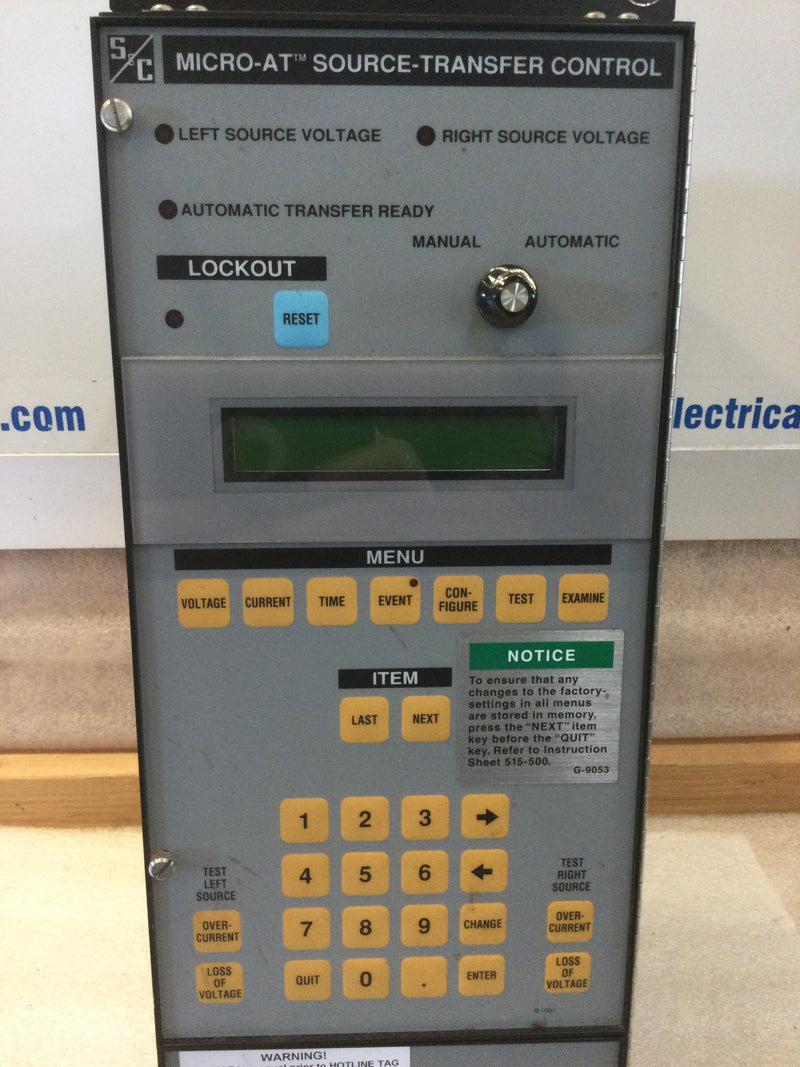 S&C
MICRO-AT™ SOURCE-TRANSFER CONTROL
LEFT SOURCE VOLTAGE
RIGHT SOURCE VOLTAGE
AUTOMATIC TRANSFER READY
MANUAL
AUTOMATIC
LOCKOUT
RESET
.com
lectrica
MENU
VOLTAGE
CURRENT
TIME
EVENT
CON-
FIGURE
TEST
EXAMINE
ITEM
LAST
NEXT
NOTICE
To ensure that any
changes to the factory-
settings in all menus
are stored in memory,
press the "NEXT" item
key before the "QUIT"
key. Refer to Instruction
Sheet 515-500.
G-9053
1
2
3
→
4
5
6
←
7
8
9
CHANGE
QUIT
0
.
ENTER
TEST
LEFT
SOURCE
OVER-
CURRENT
LOSS
OF
VOLTAGE
TEST
RIGHT
SOURCE
OVER-
CURRENT
LOSS
OF
VOLTAGE
WARNING!
prior to HOTLINE TAG